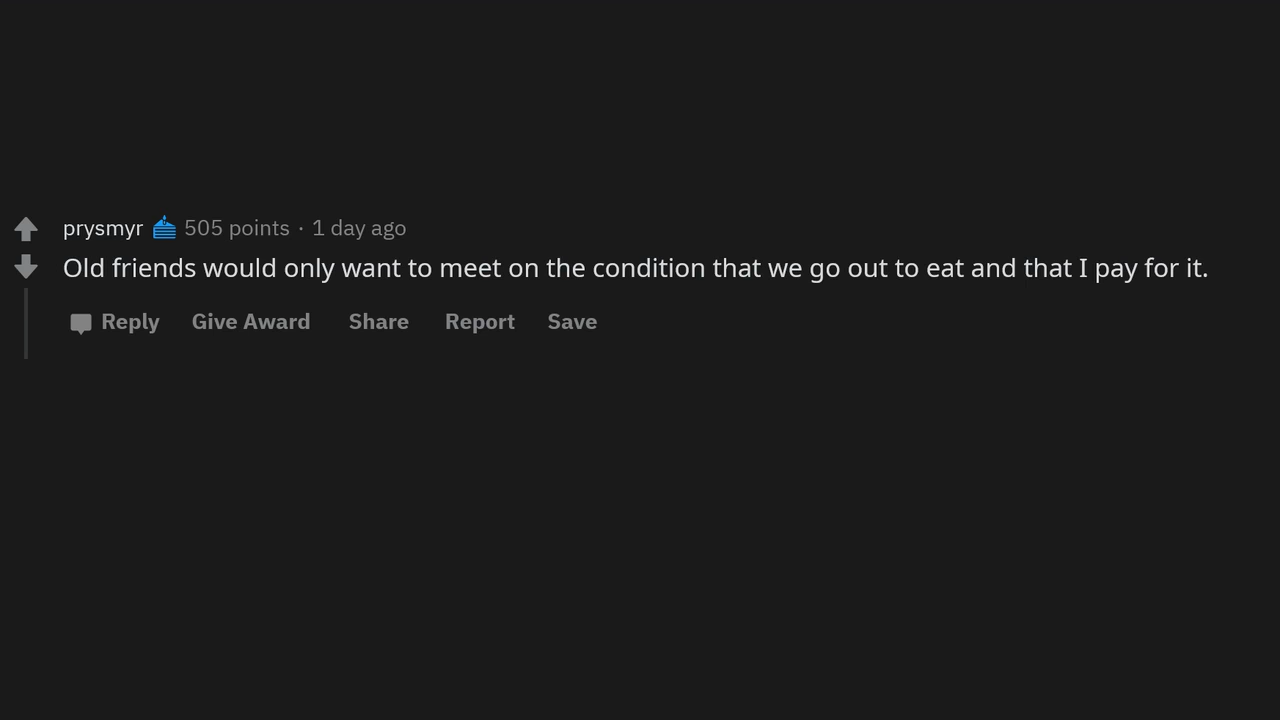 prysmyr 505 points · 1 day ago
Old friends would only want to meet on the condition that we go out to eat and that I pay for it.
Reply Give Award Share Report Save